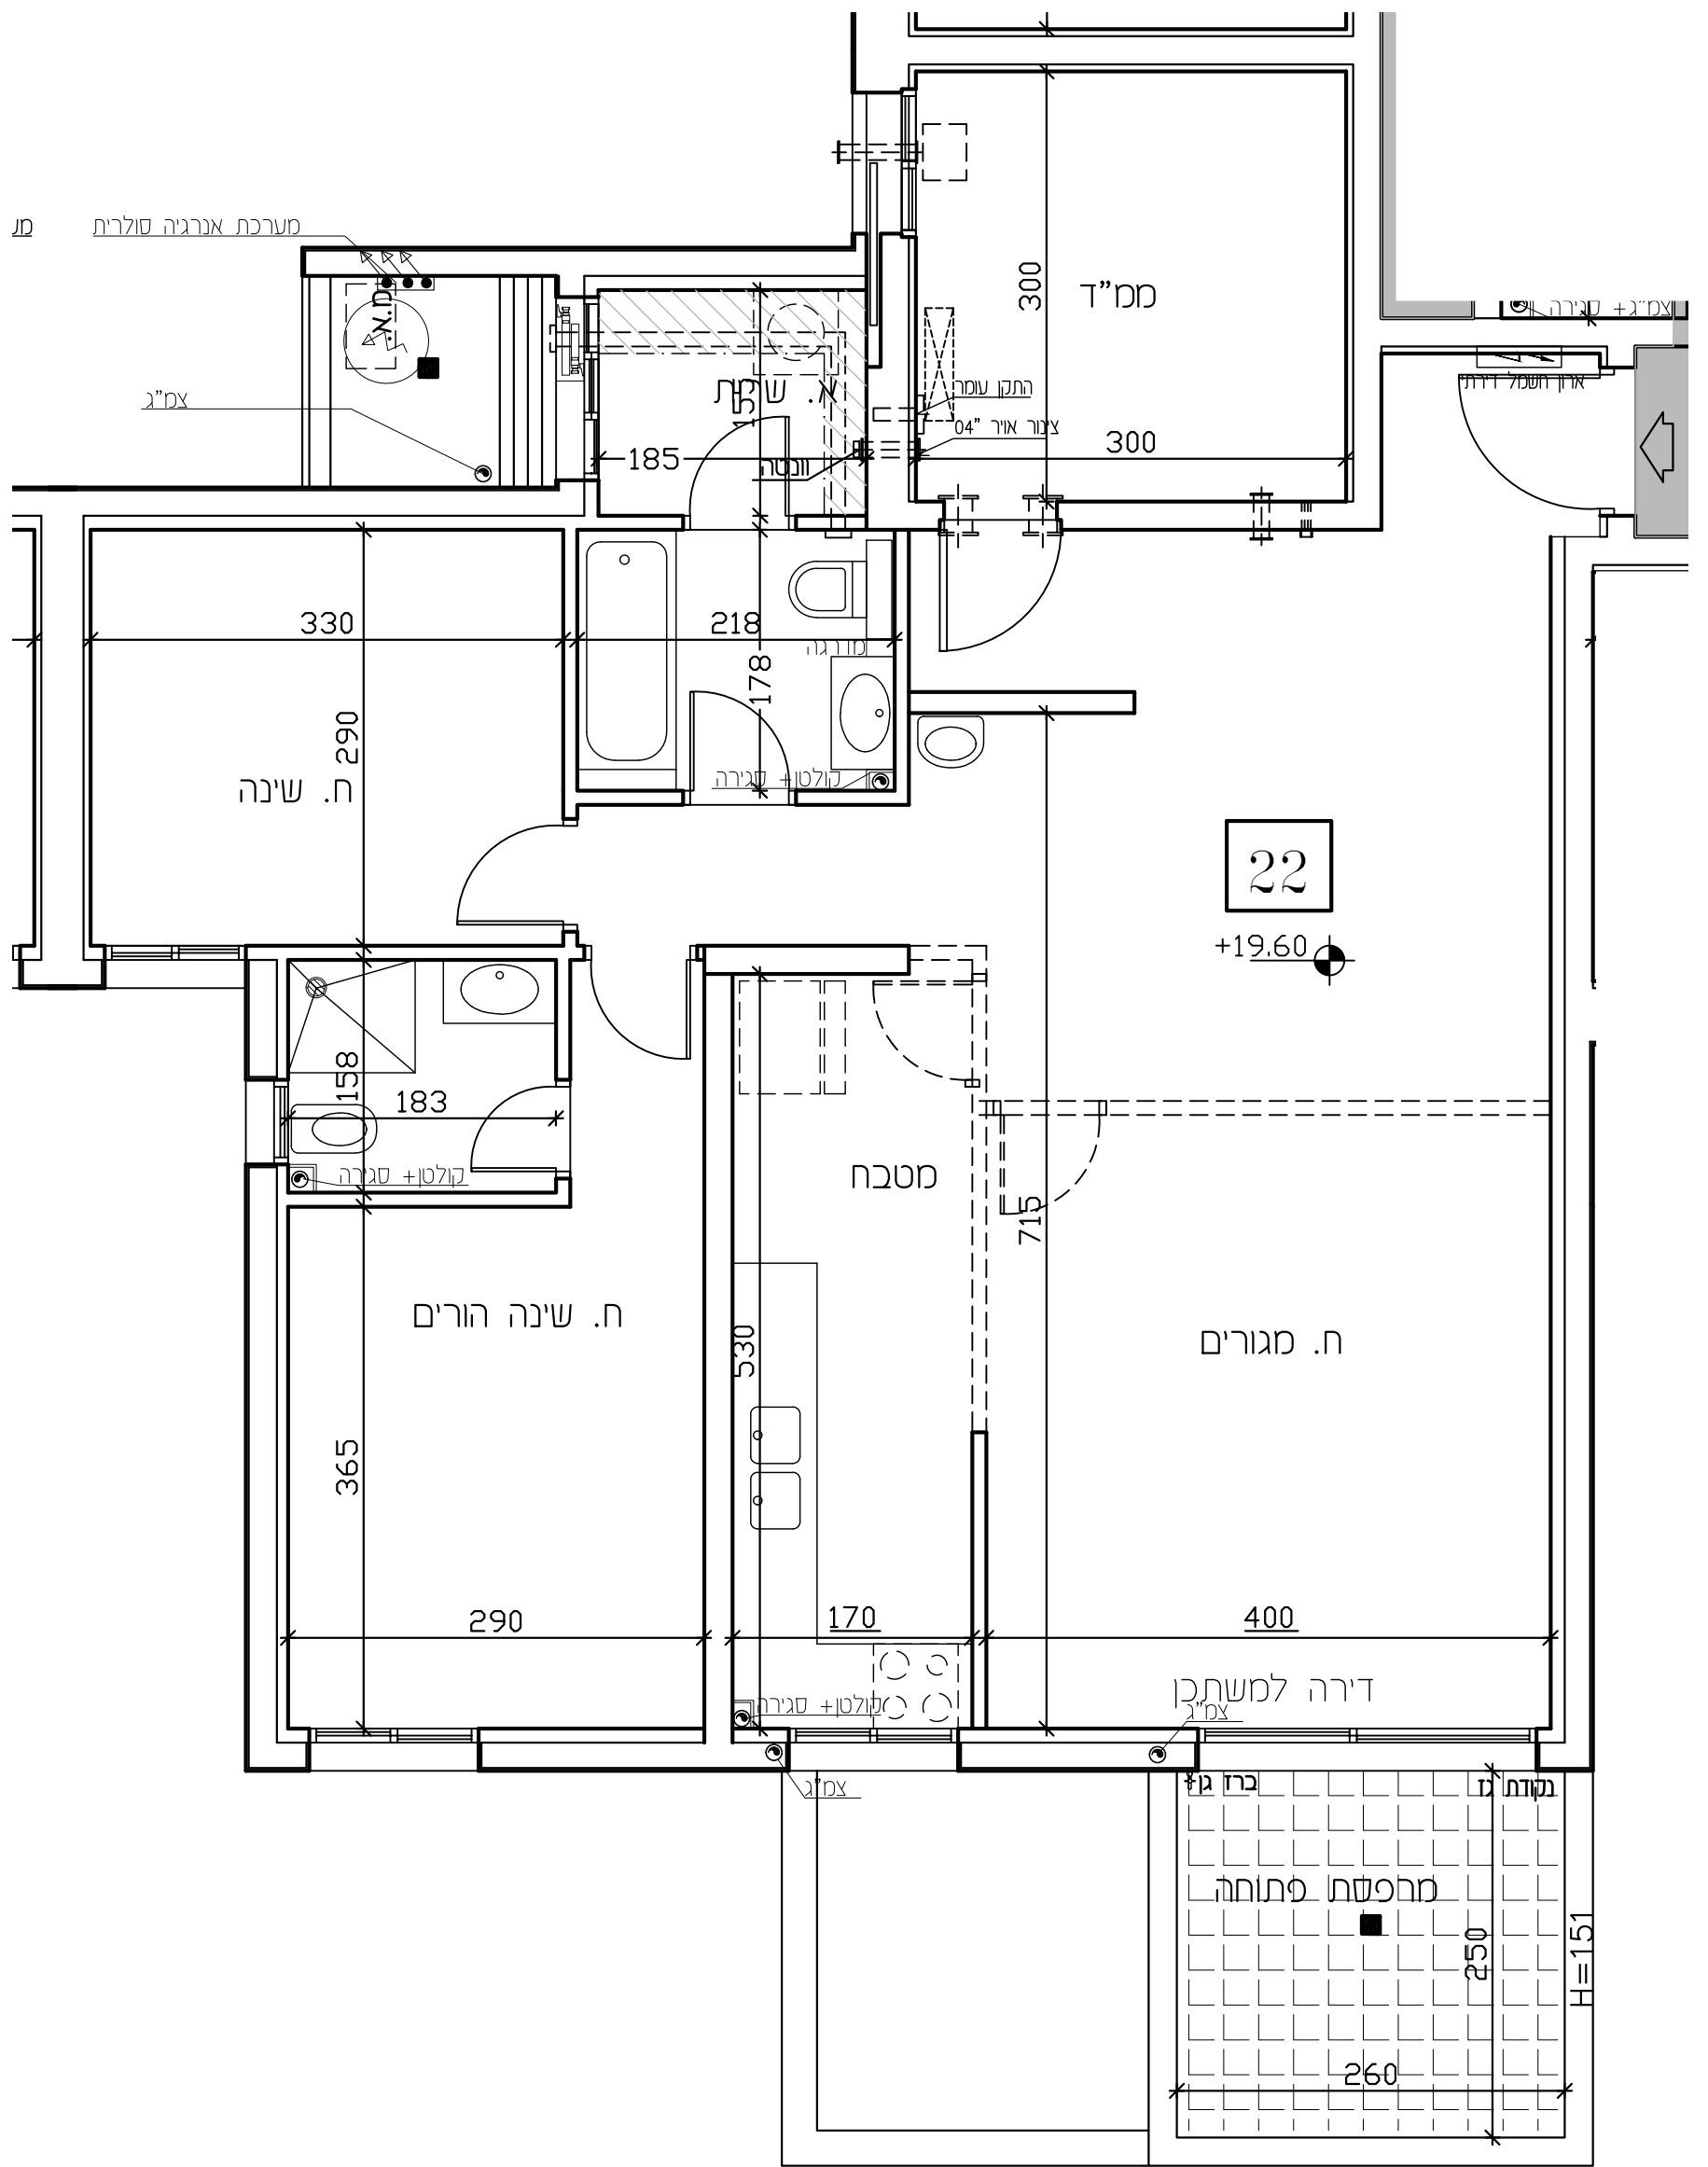 מערכת אנרגיה סולרית
צמ"ג
ממ"ד
300
300
צמ"ג+ סגירה
ארון חשמל דירתי
התקן עומר
צינור אויר "04
וונטה
א. שרות
185
330
218
178
מדרגה
290
ח. שינה
קולטן+ סגירה
22
+19.60
158
183
קולטן+ סגירה
מטבח
715
ח. שינה הורים
530
ח. מגורים
365
290
170
400
דירה למשתכן
קולטן+ סגירה
צמ"ג
צמ"ג
ברז גן+
נקודת גז
מרפסת פתוחה
250
H=151
260